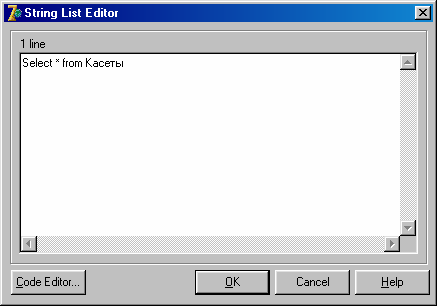 String List Editor
1 line
Select * from Касеты
Code Editor...
OK
Cancel
Help